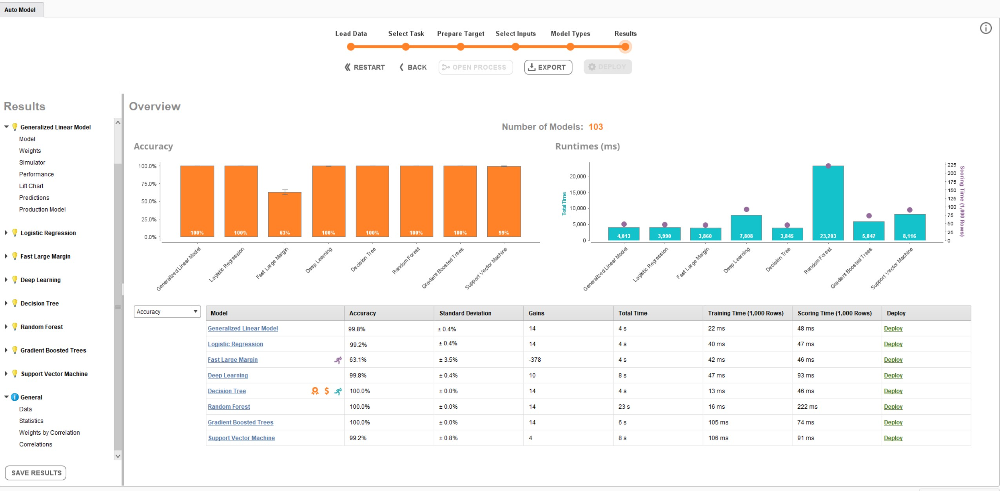 Auto Model
Load Data Select Task Prepare Target Select Inputs Model Types Results
RESTART BACK OPEN PROCESS EXPORT DEPLOY
Results
Generalized Linear Model
Model
Weights
Simulator
Performance
Lift Chart
Predictions
Production Model
Logistic Regression
Fast Large Margin
Deep Learning
Decision Tree
Random Forest
Gradient Boosted Trees
Support Vector Machine
General
Data
Statistics
Weights by Correlation
Correlations
SAVE RESULTS
Overview
Number of Models: 103
Accuracy
100.0%
75.0%
50.0%
25.0%
0.0%
100% 100% 63% 100% 100% 100% 100% 99%
Generalized Linear Model
Logistic Regression
Fast Large Margin
Deep Learning
Decision Tree
Random Forest
Gradient Boosted Trees
Support Vector Machine
Runtimes (ms)
Total Time
20,000
15,000
10,000
5,000
0
4,013 3,990 3,860 7,808 3,845 23,203 5,847 8,116
225
200
175
150
125
100
75
50
25
0
Scoring Time (1,000 Rows)
Generalized Linear Model
Logistic Regression
Fast Large Margin
Deep Learning
Decision Tree
Random Forest
Gradient Boosted Trees
Support Vector Machine
Accuracy
Model Accuracy Standard Deviation Gains Total Time Training Time (1,000 Rows) Scoring Time (1,000 Rows) Deploy
Generalized Linear Model 99.8% ± 0.4% 14 4 s 22 ms 48 ms Deploy
Logistic Regression 99.2% ± 0.4% 14 4 s 40 ms 47 ms Deploy
Fast Large Margin 63.1% ± 3.5% -378 4 s 42 ms 46 ms Deploy
Deep Learning 99.8% ± 0.4% 10 8 s 47 ms 93 ms Deploy
Decision Tree $ 100.0% ± 0.0% 14 4 s 13 ms 46 ms Deploy
Random Forest 100.0% ± 0.0% 14 23 s 16 ms 222 ms Deploy
Gradient Boosted Trees 100.0% ± 0.0% 14 6 s 105 ms 74 ms Deploy
Support Vector Machine 99.2% ± 0.8% 4 8 s 106 ms 91 ms Deploy